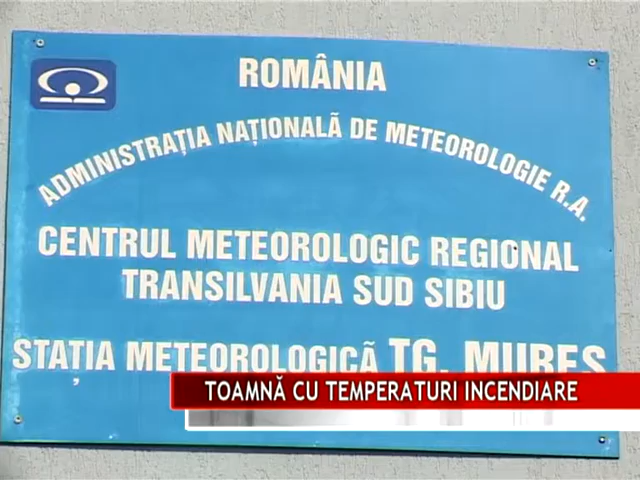 ROMÂNIA
ADMINISTRAȚIA NAȚIONALĂ DE METEOROLOGIE R.A.
CENTRUL METEOROLOGIC REGIONAL
TRANSILVANIA SUD SIBIU
STAȚIA METEOROLOGICĂ TG. MUREȘ
TOAMNĂ CU TEMPERATURI INCENDIARE